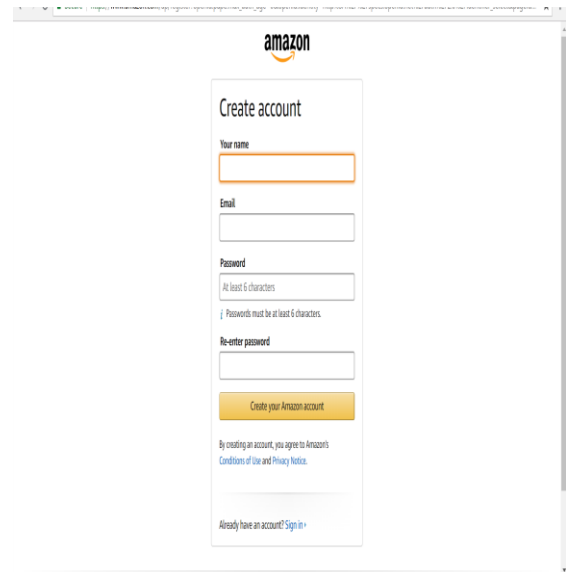 amazon
Create account
Your name
Email
Password
At least 6 characters
i Passwords must be at least 6 characters.
Re-enter password
Create your Amazon account
By creating an account, you agree to Amazon's
Conditions of Use and Privacy Notice.
Already have an account? Sign in